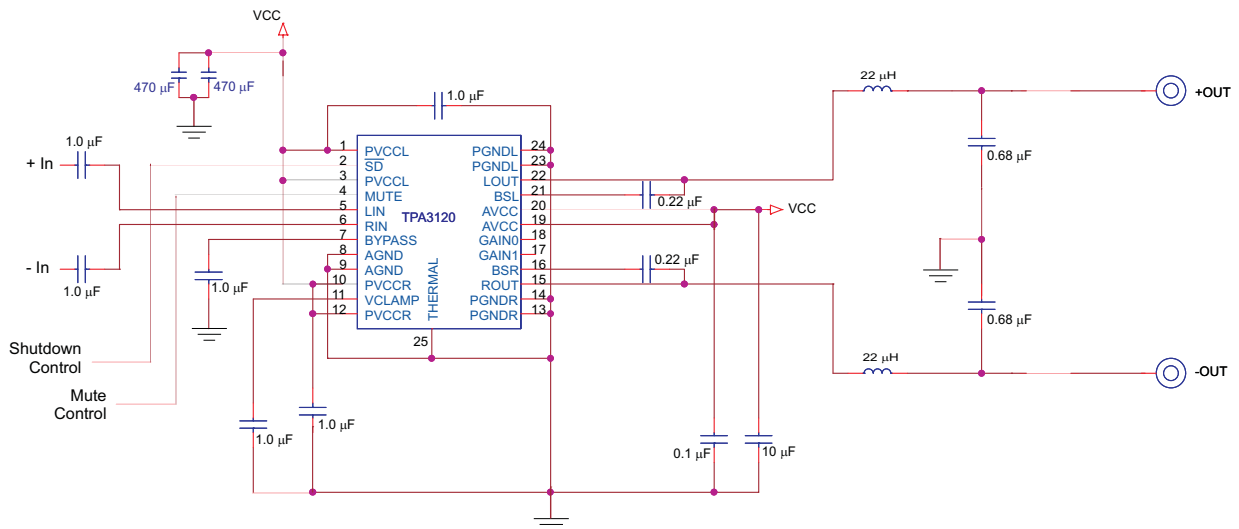 VCC
470 μF 470 μF
1.0 μF
22 μH
+OUT
1.0 μF
+ In
0.68 μF
1 PVCCL PGNDL 24
2 SD PGNDL 23
3 PVCCL LOUT 22
4 MUTE BSL 21
5 LIN AVCC 20
6 RIN AVCC 19
7 BYPASS GAIN0 18
8 AGND GAIN1 17
9 AGND BSR 16
10 PVCCR ROUT 15
11 VCLAMP PGNDR 14
12 PVCCR PGNDR 13
TPA3120
THERMAL
25
0.22 μF
VCC
0.22 μF
- In
1.0 μF
1.0 μF
0.68 μF
Shutdown
Control
Mute
Control
22 μH
-OUT
1.0 μF
1.0 μF
0.1 μF
10 μF